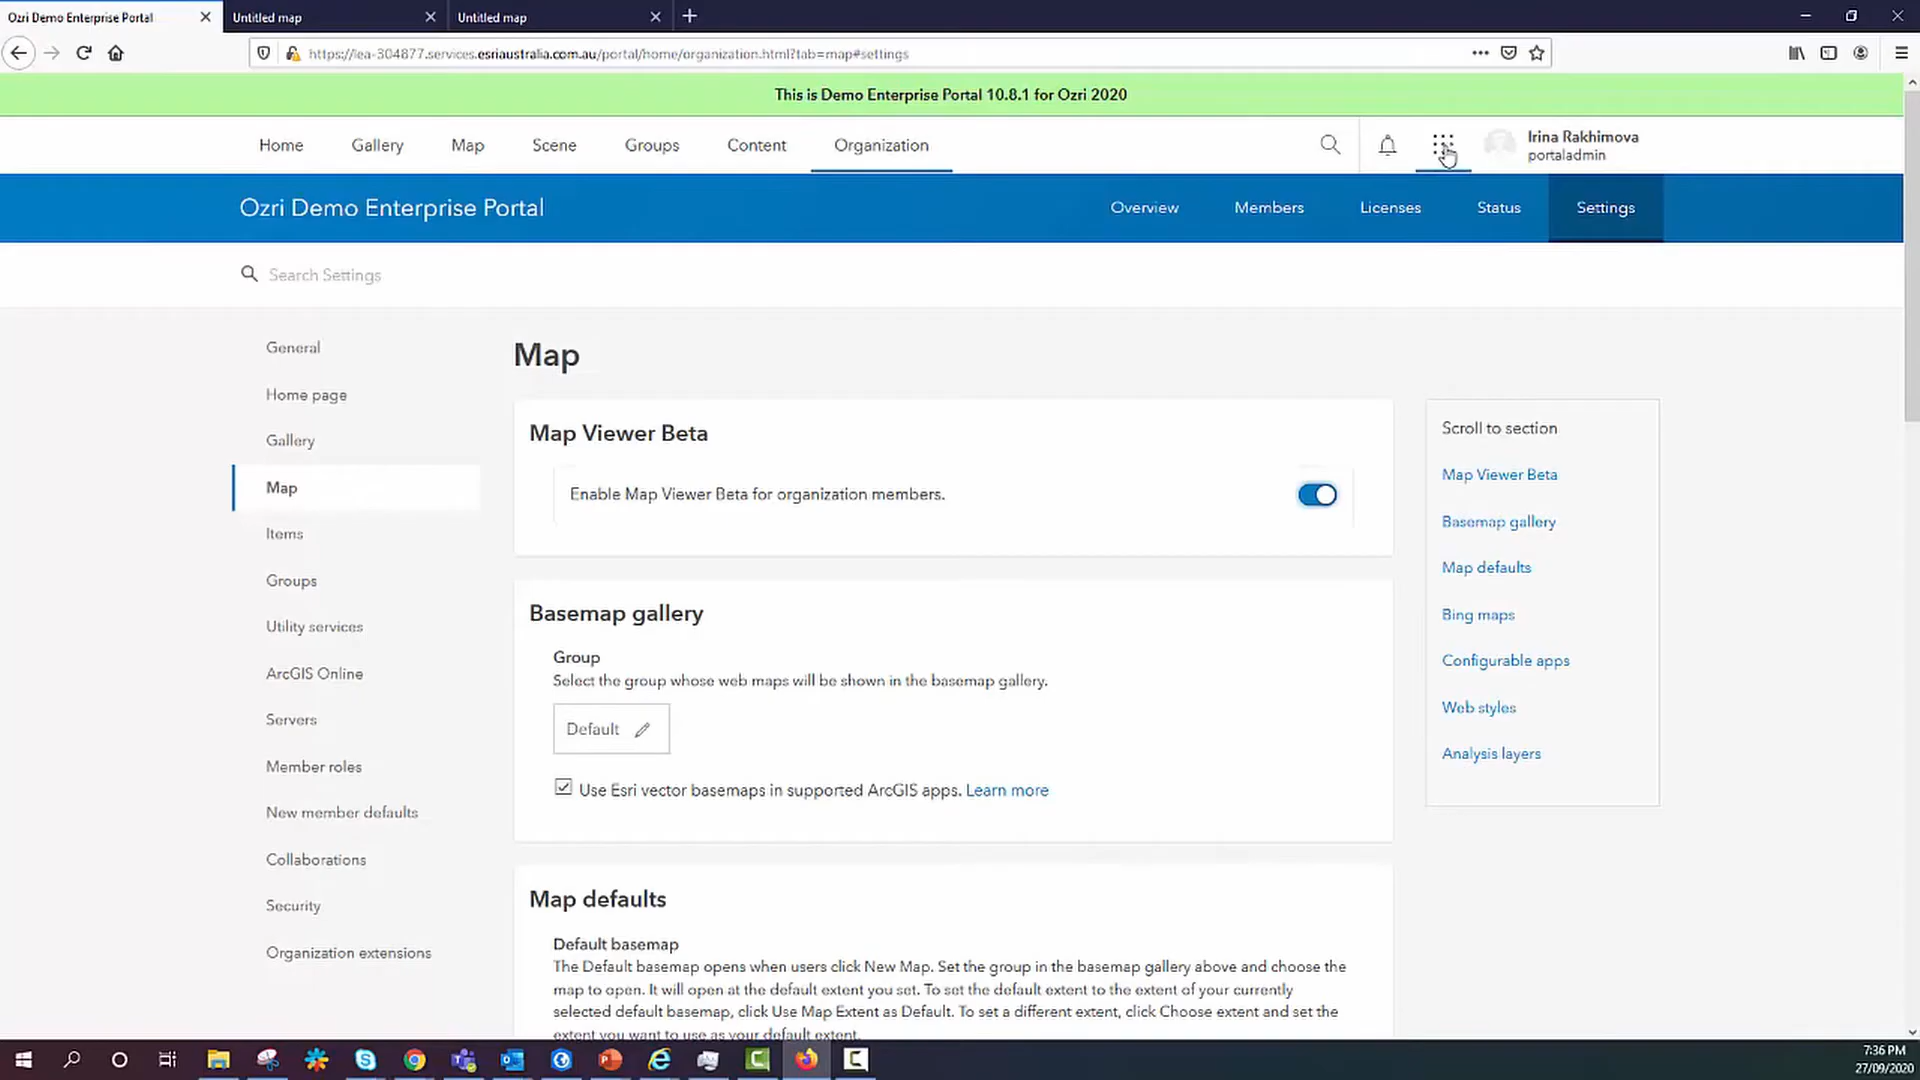 Ozri Demo Enterprise Portal
Untitled map
Untitled map
https://lea-304877.services.esriaustralia.com.au/portal/home/organization.html?tab=map#settings
This is Demo Enterprise Portal 10.8.1 for Ozri 2020
Home Gallery Map Scene Groups Content Organization
Irina Rakhimova
portaladmin
Ozri Demo Enterprise Portal
Overview Members Licenses Status Settings
Search Settings
General
Home page
Gallery
Map
Items
Groups
Utility services
ArcGIS Online
Servers
Member roles
New member defaults
Collaborations
Security
Organization extensions
Map
Map Viewer Beta
Enable Map Viewer Beta for organization members.
Basemap gallery
Group
Select the group whose web maps will be shown in the basemap gallery.
Default
Use Esri vector basemaps in supported ArcGIS apps. Learn more
Map defaults
Default basemap
The Default basemap opens when users click New Map. Set the group in the basemap gallery above and choose the
map to open. It will open at the default extent you set. To set the default extent to the extent of your currently
selected default basemap, click Use Map Extent as Default. To set a different extent, click Choose extent and set the
extent you want to use as your default extent.
Scroll to section
Map Viewer Beta
Basemap gallery
Map defaults
Bing maps
Configurable apps
Web styles
Analysis layers
7:36 PM
27/09/2020